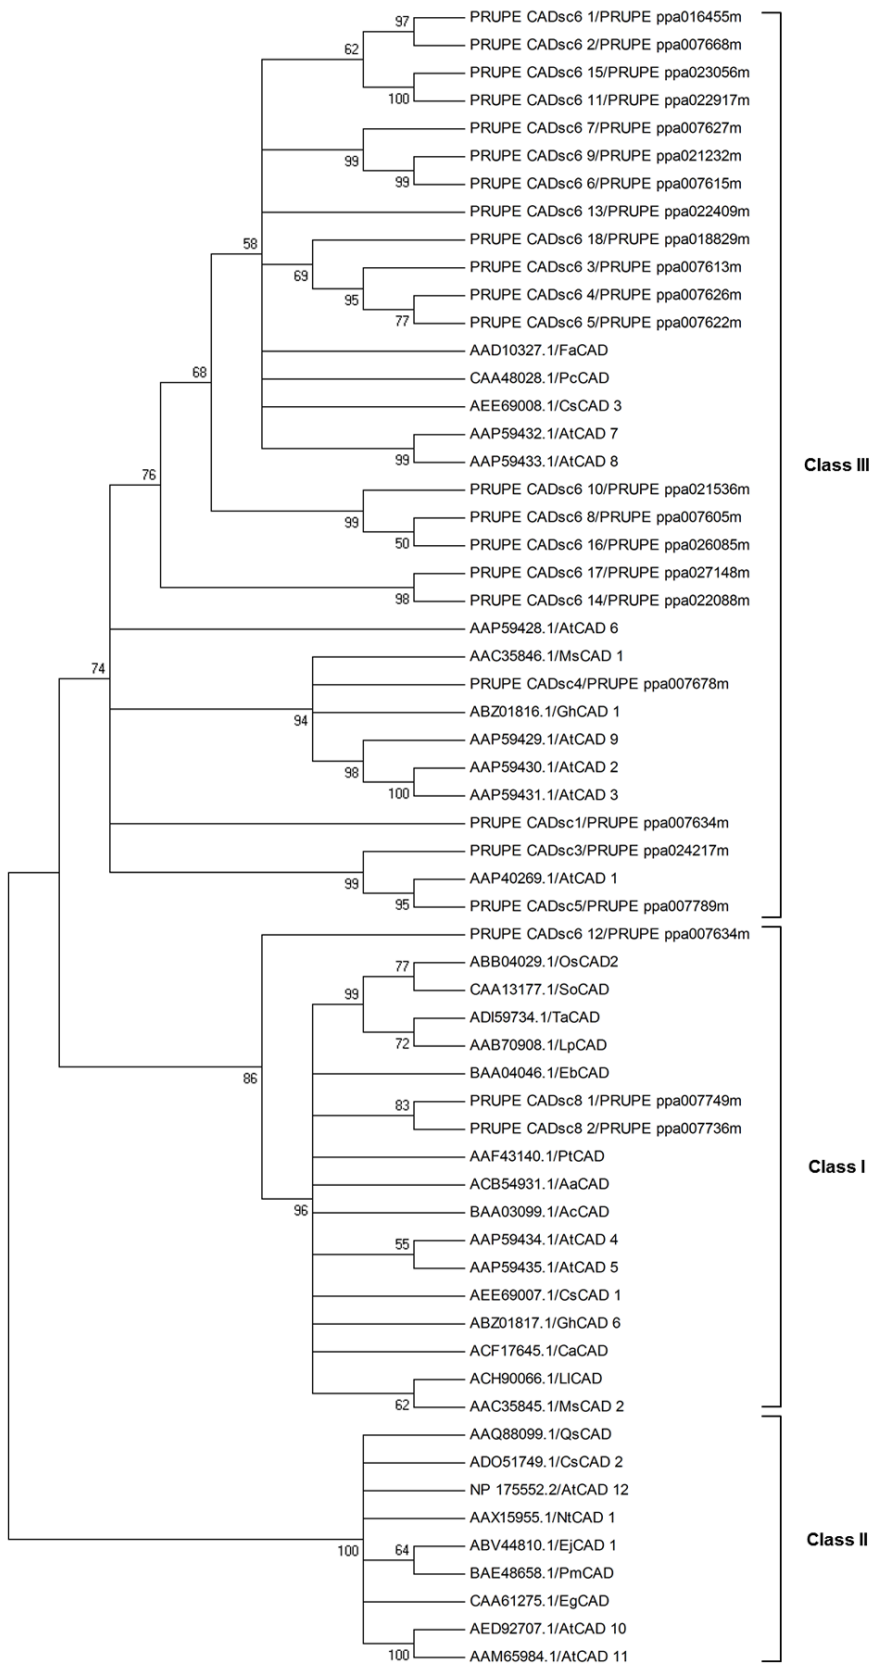 PRUPE CADsc6 1/PRUPE ppa016455m
97
PRUPE CADsc6 2/PRUPE ppa007668m
62
PRUPE CADsc6 15/PRUPE ppa023056m
100
PRUPE CADsc6 11/PRUPE ppa022917m
PRUPE CADsc6 7/PRUPE ppa007627m
99
PRUPE CADsc6 9/PRUPE ppa021232m
99
PRUPE CADsc6 6/PRUPE ppa007615m
PRUPE CADsc6 13/PRUPE ppa022409m
58
PRUPE CADsc6 18/PRUPE ppa018829m
69
PRUPE CADsc6 3/PRUPE ppa007613m
95
PRUPE CADsc6 4/PRUPE ppa007626m
77
PRUPE CADsc6 5/PRUPE ppa007622m
AAD10327.1/FaCAD
68
CAA48028.1/PcCAD
AEE69008.1/CsCAD 3
AAP59432.1/AtCAD 7
99
AAP59433.1/AtCAD 8
Class III
76
PRUPE CADsc6 10/PRUPE ppa021536m
99
PRUPE CADsc6 8/PRUPE ppa007605m
50
PRUPE CADsc6 16/PRUPE ppa026085m
PRUPE CADsc6 17/PRUPE ppa027148m
98
PRUPE CADsc6 14/PRUPE ppa022088m
AAP59428.1/AtCAD 6
74
AAC35846.1/MsCAD 1
PRUPE CADsc4/PRUPE ppa007678m
94
ABZ01816.1/GhCAD 1
AAP59429.1/AtCAD 9
98
AAP59430.1/AtCAD 2
100
AAP59431.1/AtCAD 3
PRUPE CADsc1/PRUPE ppa007634m
PRUPE CADsc3/PRUPE ppa024217m
99
AAP40269.1/AtCAD 1
95
PRUPE CADsc5/PRUPE ppa007789m
PRUPE CADsc6 12/PRUPE ppa007634m
77
ABB04029.1/OsCAD2
99
CAA13177.1/SoCAD
ADI59734.1/TaCAD
72
AAB70908.1/LpCAD
86
BAA04046.1/EbCAD
83
PRUPE CADsc8 1/PRUPE ppa007749m
PRUPE CADsc8 2/PRUPE ppa007736m
AAF43140.1/PtCAD
Class I
ACB54931.1/AaCAD
96
BAA03099.1/AcCAD
55
AAP59434.1/AtCAD 4
AAP59435.1/AtCAD 5
AEE69007.1/CsCAD 1
ABZ01817.1/GhCAD 6
ACF17645.1/CaCAD
ACH90066.1/LlCAD
62
AAC35845.1/MsCAD 2
AAQ88099.1/QsCAD
ADO51749.1/CsCAD 2
NP 175552.2/AtCAD 12
AAX15955.1/NtCAD 1
Class II
100
64
ABV44810.1/EjCAD 1
BAE48658.1/PmCAD
CAA61275.1/EgCAD
AED92707.1/AtCAD 10
100
AAM65984.1/AtCAD 11